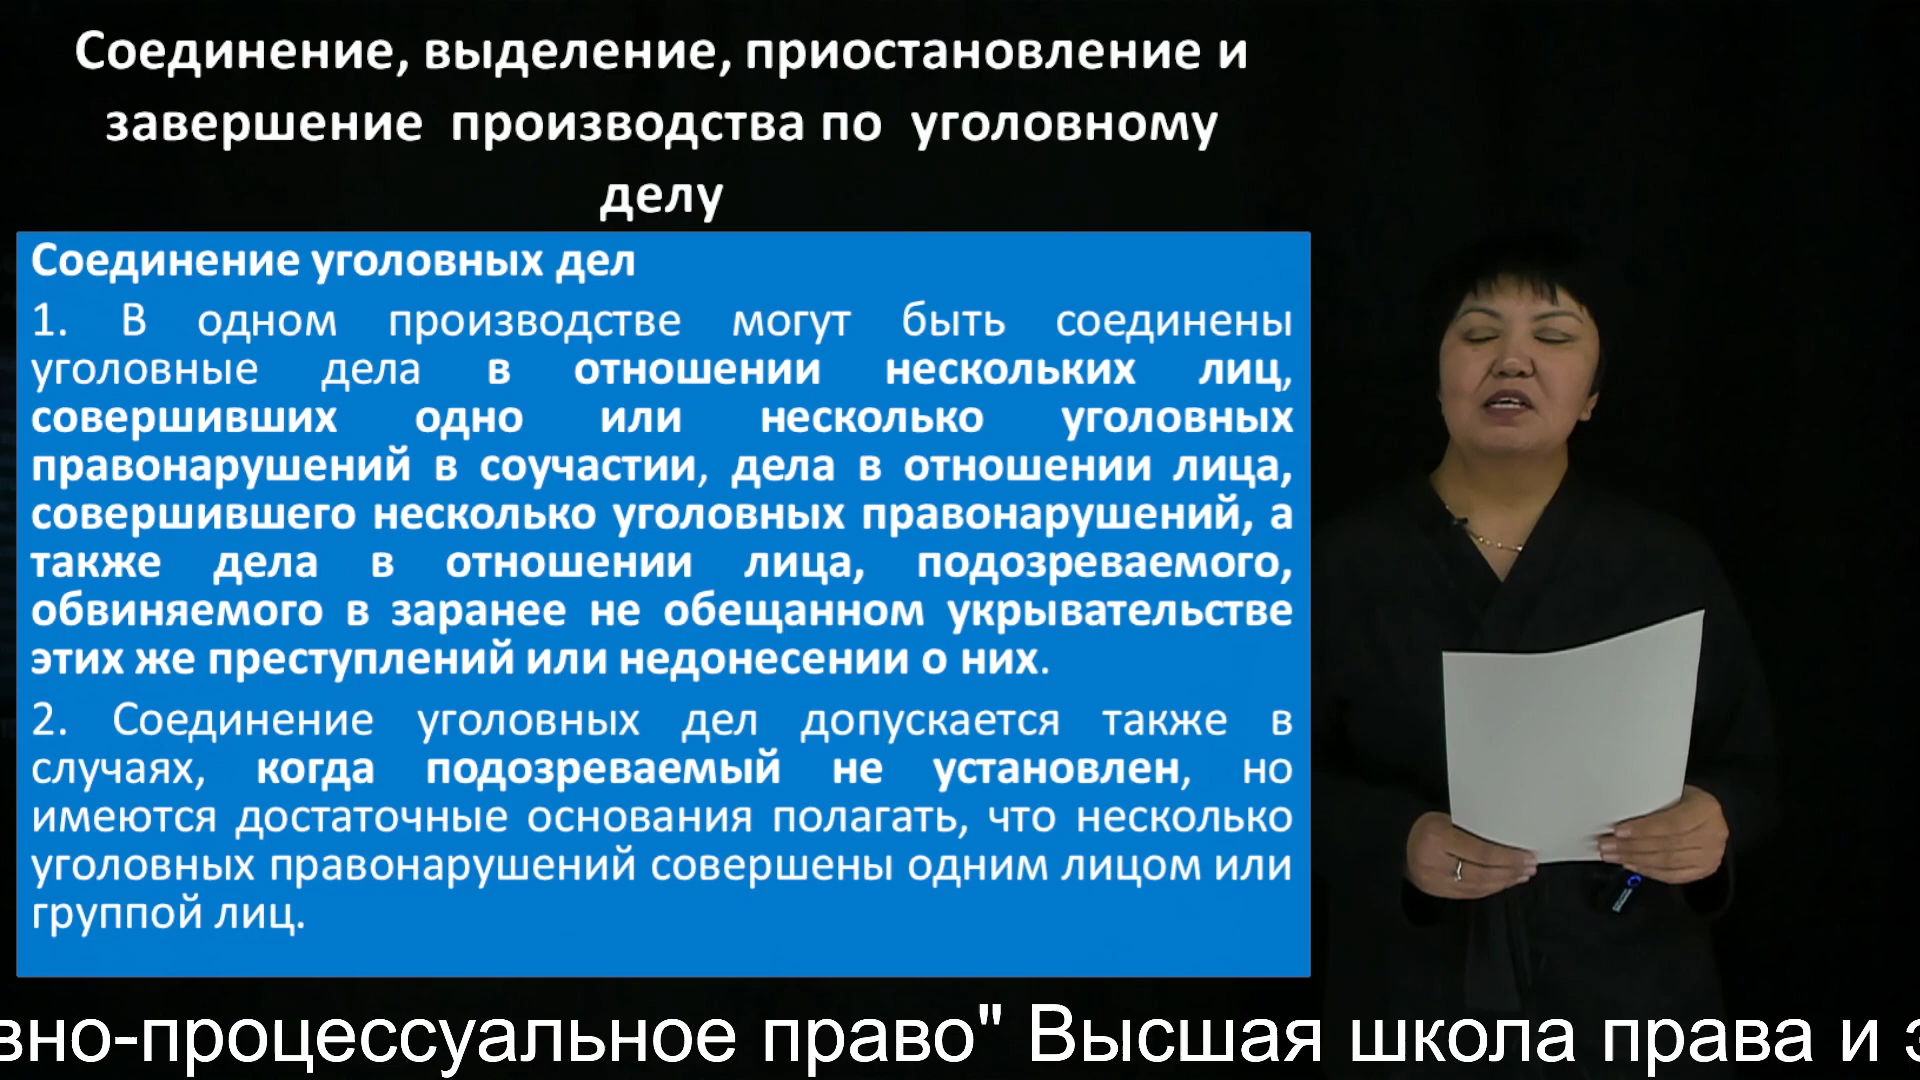 Соединение, выделение, приостановление и
завершение производства по уголовному
делу
Соединение уголовных дел
1. В одном производстве могут быть соединены
уголовные дела в отношении нескольких лиц,
совершивших одно или несколько уголовных
правонарушений в соучастии, дела в отношении лица,
совершившего несколько уголовных правонарушений, а
также дела в отношении лица, подозреваемого,
обвиняемого в заранее не обещанном укрывательстве
этих же преступлений или недонесении о них.
2. Соединение уголовных дел допускается также в
случаях, когда подозреваемый не установлен, но
имеются достаточные основания полагать, что несколько
уголовных правонарушений совершены одним лицом или
группой лиц.
вно-процессуальное право" Высшая школа права и э